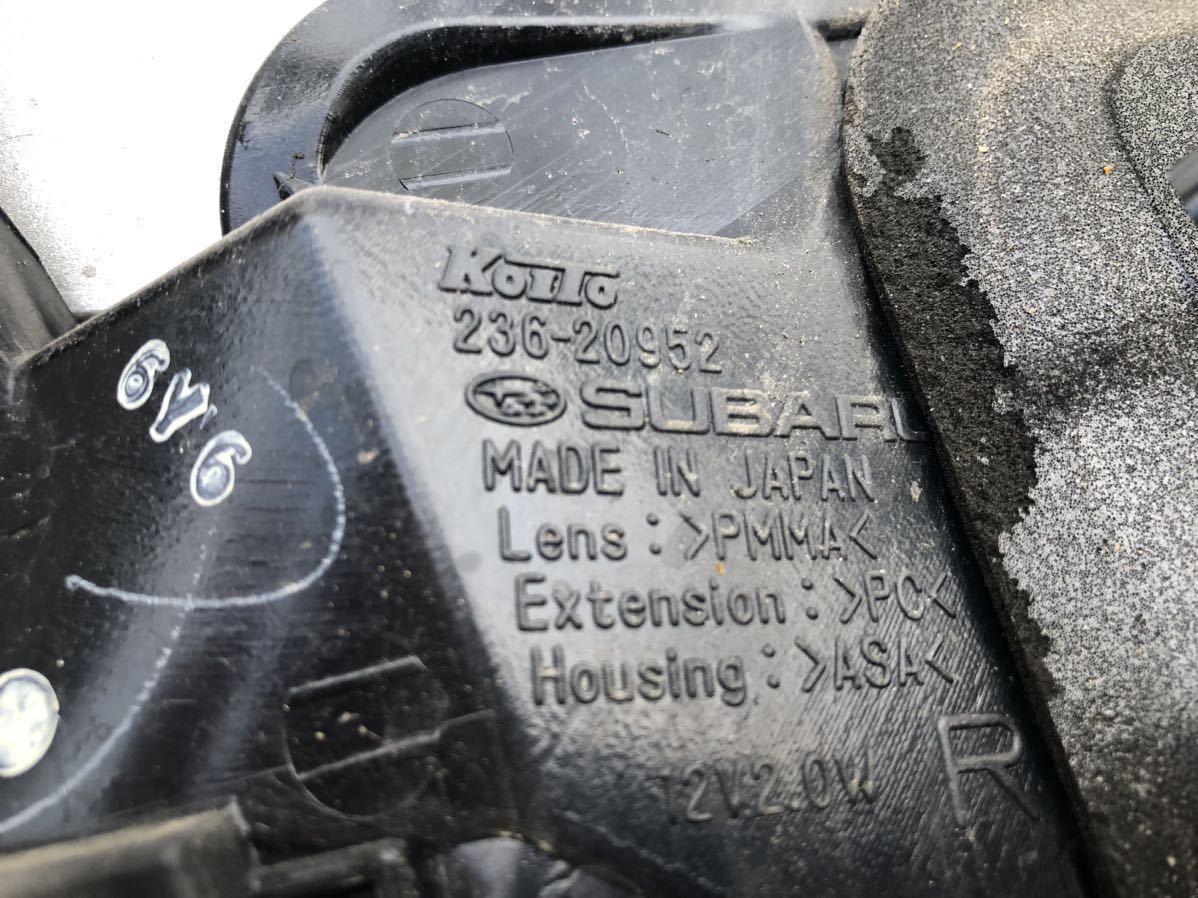 KoITo
236-20952
SUBARU
MADE IN JAPAN
Lens : >PMMA<
Extension : >PC<
Housing : >ASA<
12V2.0W
R
6Y6